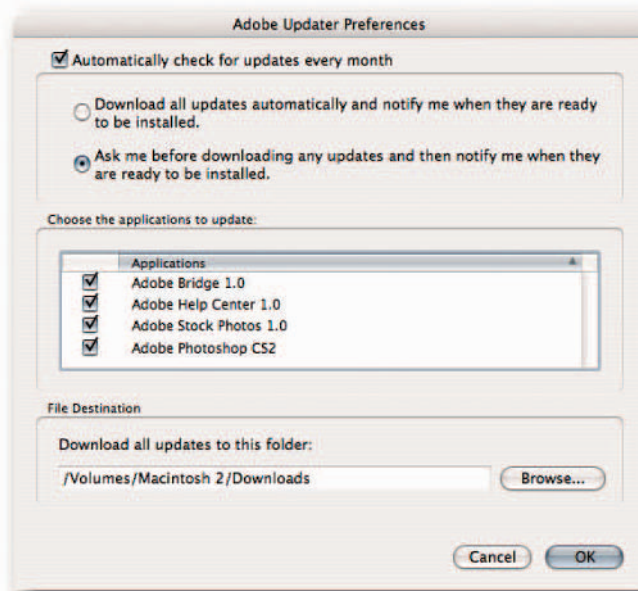 Adobe Updater Preferences
Automatically check for updates every month
Download all updates automatically and notify me when they are ready
to be installed.
Ask me before downloading any updates and then notify me when they
are ready to be installed.
Choose the applications to update:
Applications
Adobe Bridge 1.0
Adobe Help Center 1.0
Adobe Stock Photos 1.0
Adobe Photoshop CS2
File Destination
Download all updates to this folder:
/Volumes/Macintosh 2/Downloads
Browse...
Cancel
OK